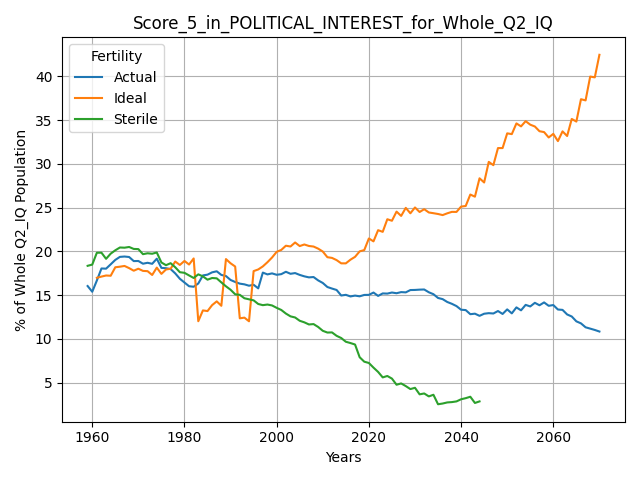 Score_5_in_POLITICAL_INTEREST_for_Whole_Q2_IQ
Fertility
Actual
Ideal
Sterile
% of Whole Q2_IQ Population
40
35
30
25
20
15
10
5
1960 1980 2000 2020 2040 2060
Years